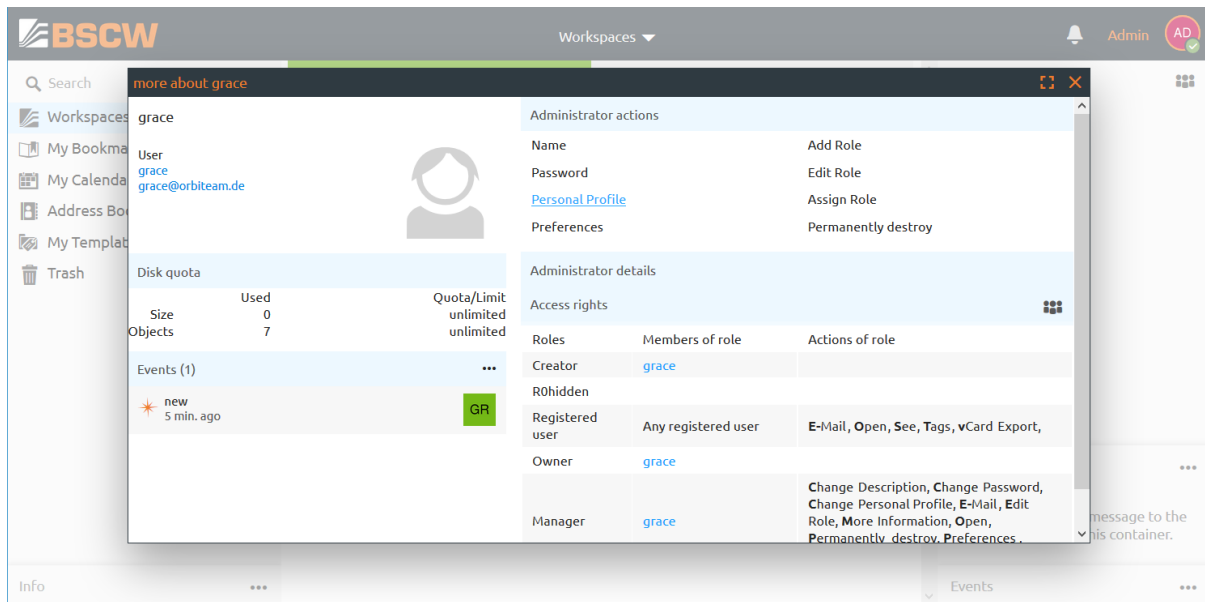 BSCW
Workspaces
Admin
AD
Search
Workspaces
My Bookma
My Calenda
Address Bo
My Templat
Trash
Info
more about grace
grace
User
grace
grace@orbiteam.de
Disk quota
Used Quota/Limit
Size 0 unlimited
Objects 7 unlimited
Events (1)
new
5 min. ago
GR
Administrator actions
Name Add Role
Password Edit Role
Personal Profile Assign Role
Preferences Permanently destroy
Administrator details
Access rights
Roles Members of role Actions of role
Creator grace
R0hidden
Registered
user
Any registered user E-Mail, Open, See, Tags, vCard Export,
Owner grace
Manager grace
Change Description, Change Password,
Change Personal Profile, E-Mail, Edit
Role, More Information, Open,
Permanently destroy, Preferences ,
message to the
his container.
Events